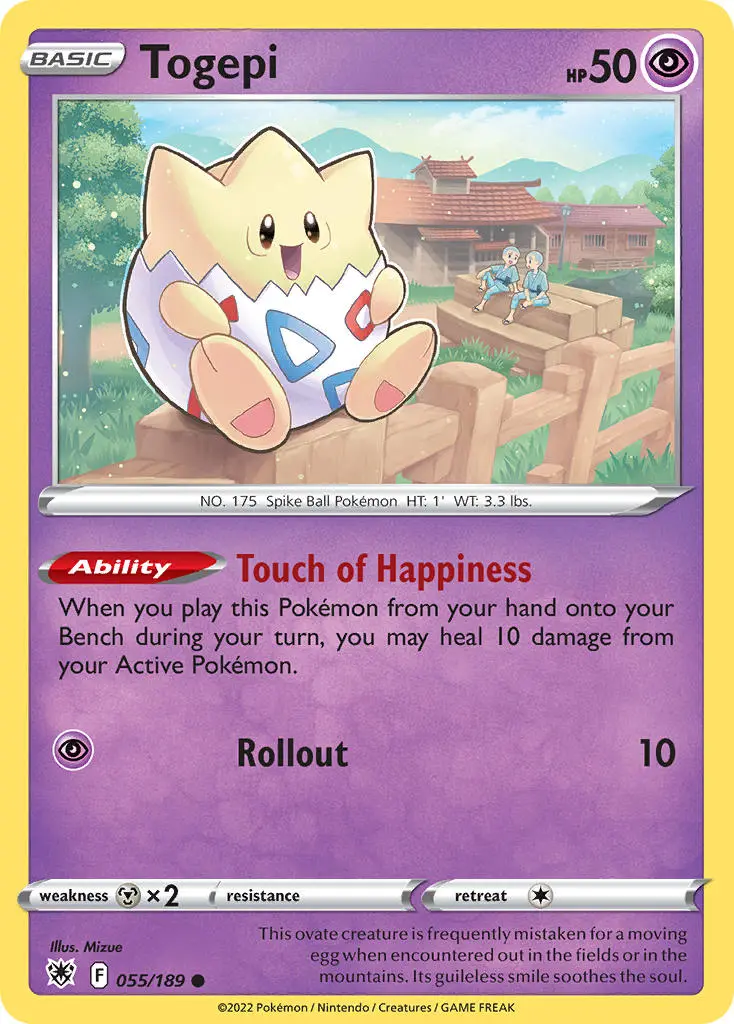 BASIC Togepi HP50
NO. 175 Spike Ball Pokémon HT: 1' WT: 3.3 lbs.
Ability Touch of Happiness
When you play this Pokémon from your hand onto your
Bench during your turn, you may heal 10 damage from
your Active Pokémon.
Rollout 10
weakness ×2 resistance retreat
Illus. Mizue
F 055/189
This ovate creature is frequently mistaken for a moving
egg when encountered out in the fields or in the
mountains. Its guileless smile soothes the soul.
©2022 Pokémon / Nintendo / Creatures / GAME FREAK